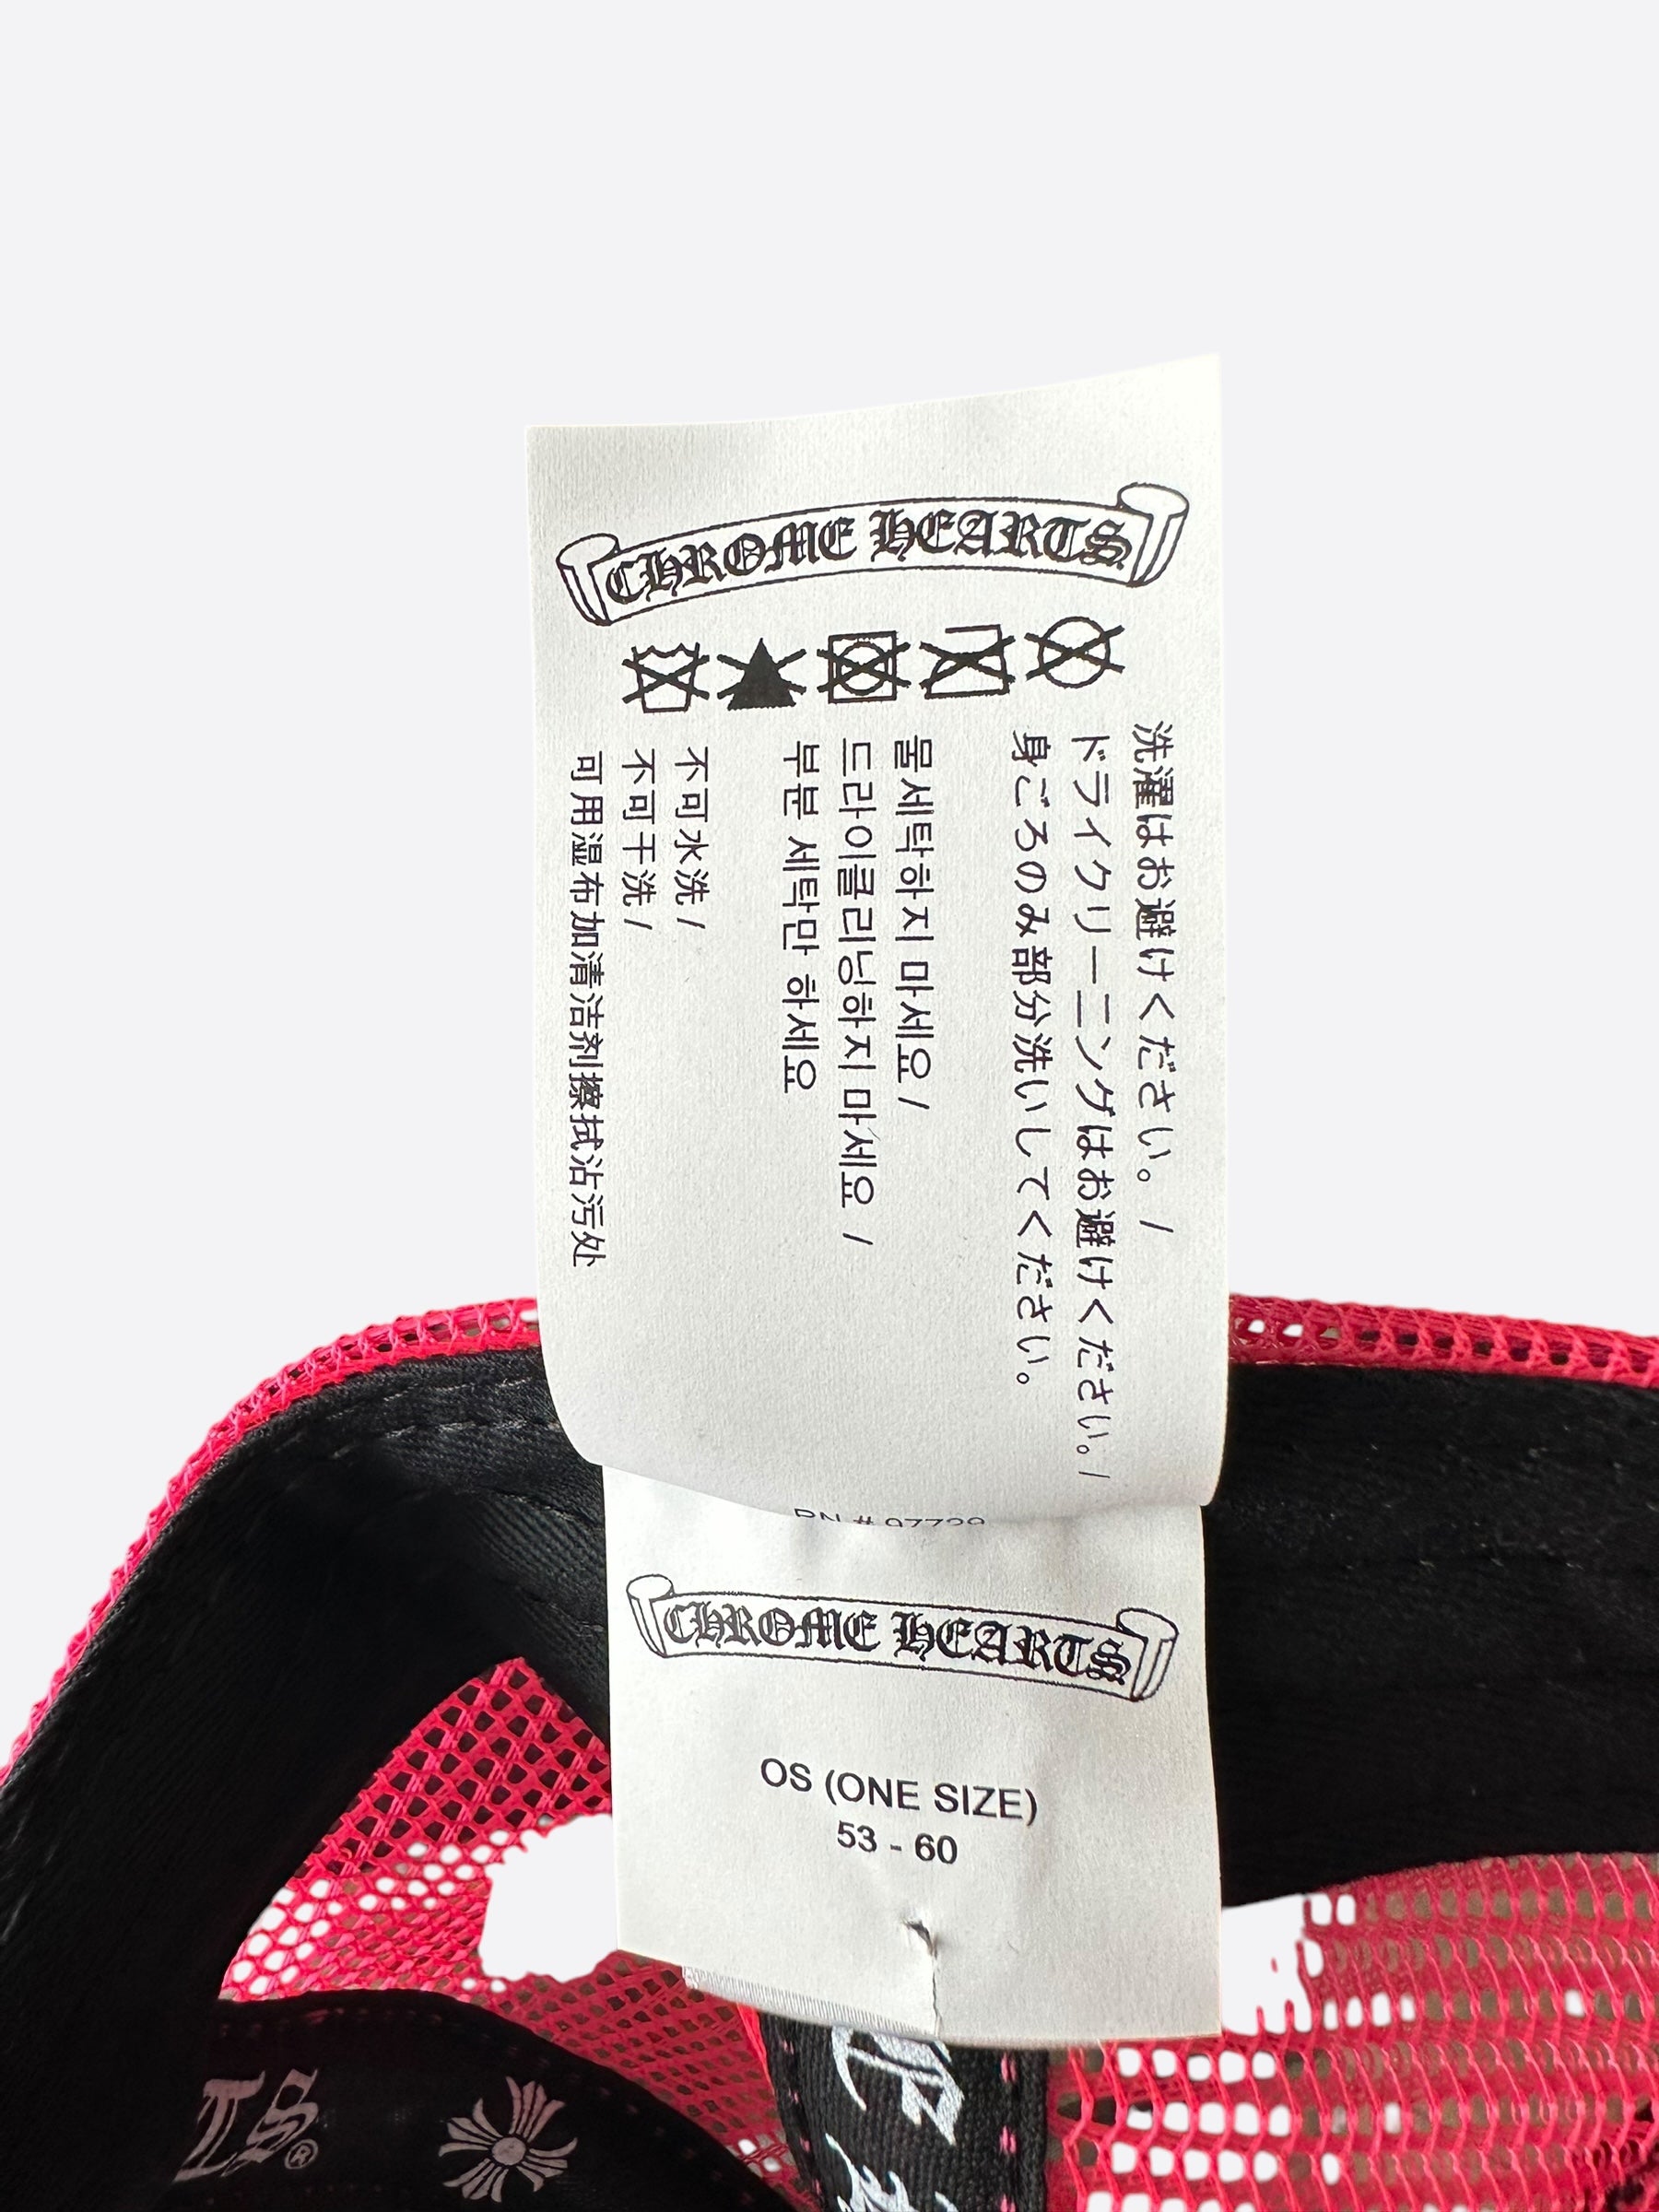 CHROME HEARTS
洗濯はお避けください。/
ドライクリーニングはお避けください。/
身ごろのみ部分洗いしてください。
물세탁하지 마세요 /
드라이클리닝하지 마세요 /
부분 세탁만 하세요
不可水洗 /
不可干洗 /
可用湿布加清洁剂擦拭沾污处
RN # 97729
CHROME HEARTS
OS (ONE SIZE)
53 - 60
TS®